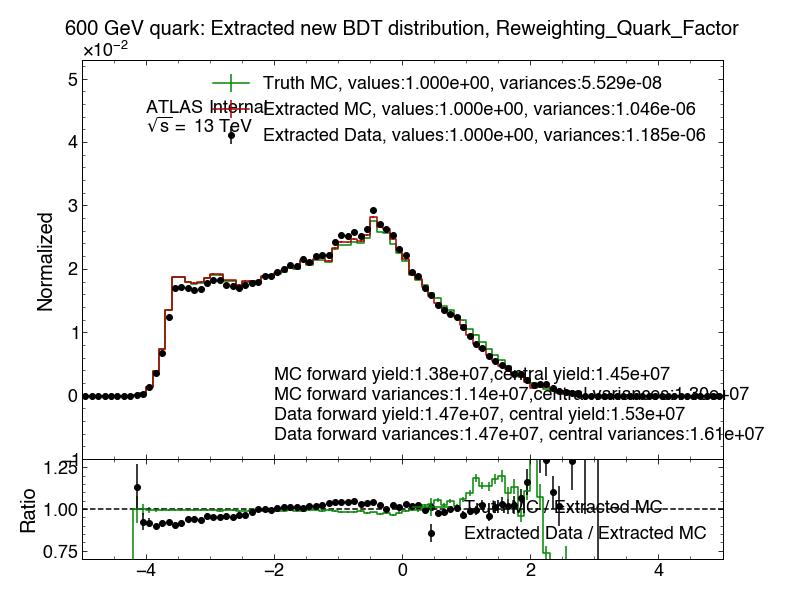 600 GeV quark: Extracted new BDT distribution, Reweighting_Quark_Factor
×10⁻²
Truth MC, values:1.000e+00, variances:5.529e-08
ATLAS Internal
Extracted MC, values:1.000e+00, variances:1.046e-06
√s = 13 TeV
Extracted Data, values:1.000e+00, variances:1.185e-06
Normalized
5
4
3
2
1
0
MC forward yield:1.38e+07,central yield:1.45e+07
MC forward variances:1.14e+07,central variances:1.20e+07
Data forward yield:1.47e+07, central yield:1.53e+07
Data forward variances:1.47e+07, central variances:1.61e+07
Ratio
1.25
1.00
0.75
Truth MC / Extracted MC
Extracted Data / Extracted MC
−4 −2 0 2 4